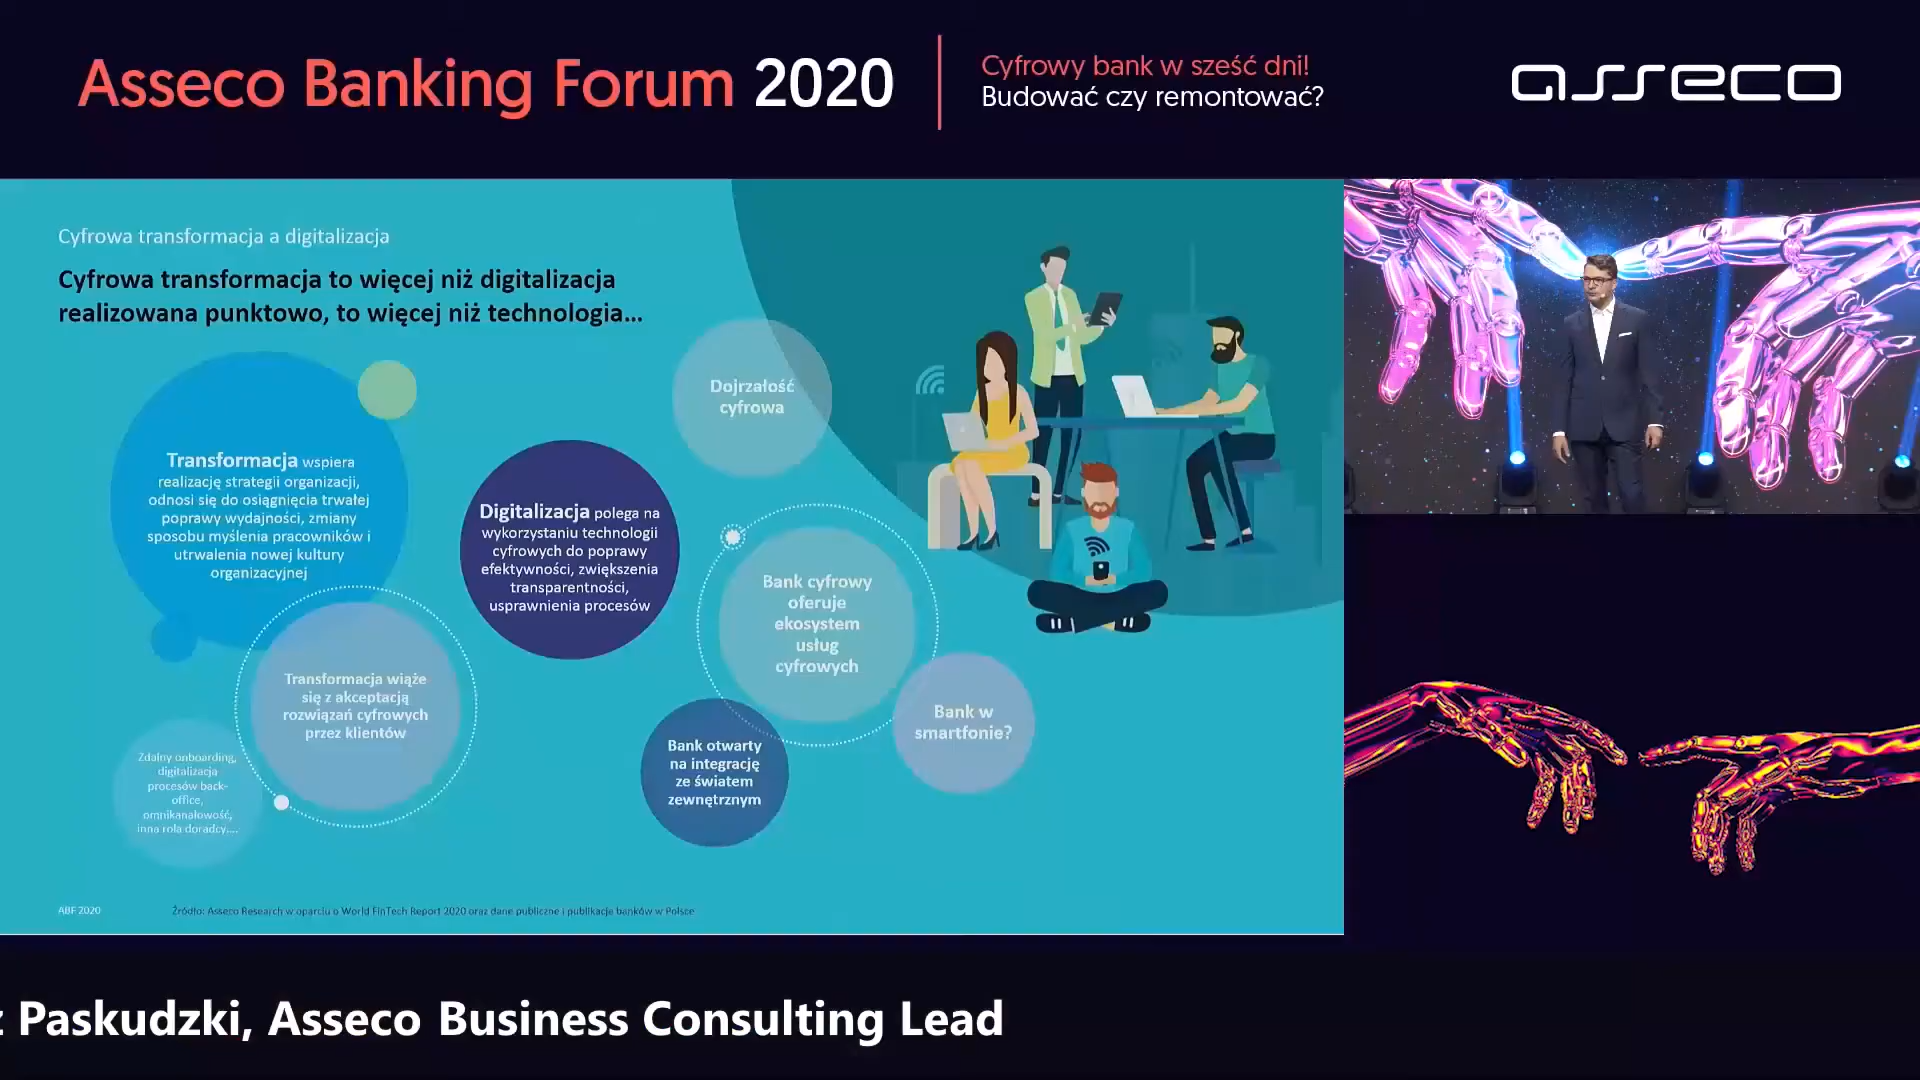 Asseco Banking Forum 2020
Cyfrowy bank w sześć dni!
Budować czy remontować?
asseco
Cyfrowa transformacja a digitalizacja
Cyfrowa transformacja to więcej niż digitalizacja
realizowana punktowo, to więcej niż technologia...
Dojrzałość
cyfrowa
Transformacja wspiera
realizację strategii organizacji,
odnosi się do osiągnięcia trwałej
poprawy wydajności, zmiany
sposobu myślenia pracowników i
utrwalenia nowej kultury
organizacyjnej
Digitalizacja polega na
wykorzystaniu technologii
cyfrowych do poprawy
efektywności, zwiększenia
transparentności,
usprawnienia procesów
Bank cyfrowy
oferuje
ekosystem
usług
cyfrowych
Transformacja wiąże
się z akceptacją
rozwiązań cyfrowych
przez klientów
Bank w
smartfonie?
Bank otwarty
na integrację
ze światem
zewnętrznym
Zdalny onboarding,
digitalizacja
procesów back-
office,
omnikanałowość,
inna rola doradcy....
ABF 2020
Źródło: Asseco Research w oparciu o World FinTech Report 2020 oraz dane publiczne i publikacje banków w Polsce
z Paskudzki, Asseco Business Consulting Lead